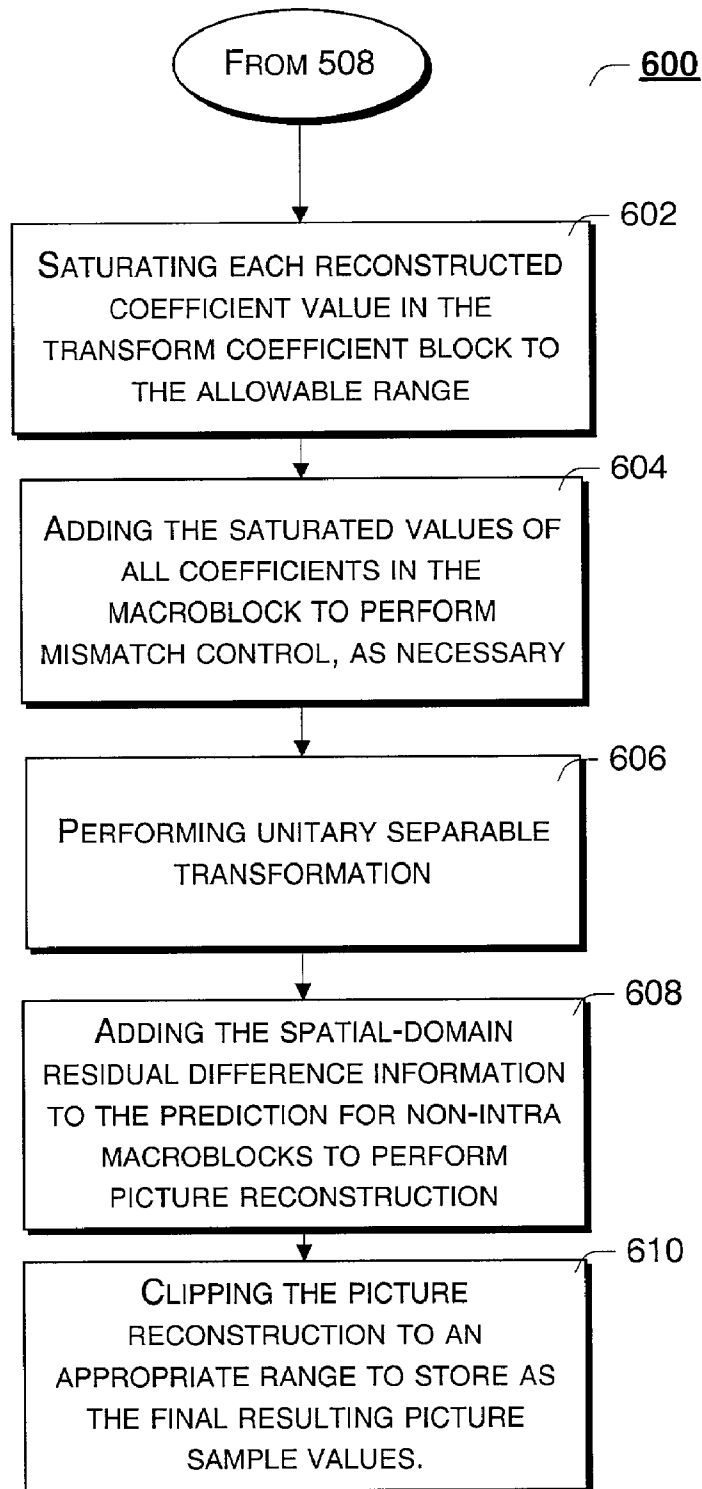 FROM 508
600
602
SATURATING EACH RECONSTRUCTED
COEFFICIENT VALUE IN THE
TRANSFORM COEFFICIENT BLOCK TO
THE ALLOWABLE RANGE
604
ADDING THE SATURATED VALUES OF
ALL COEFFICIENTS IN THE
MACROBLOCK TO PERFORM
MISMATCH CONTROL, AS NECESSARY
606
PERFORMING UNITARY SEPARABLE
TRANSFORMATION
608
ADDING THE SPATIAL-DOMAIN
RESIDUAL DIFFERENCE INFORMATION
TO THE PREDICTION FOR NON-INTRA
MACROBLOCKS TO PERFORM
PICTURE RECONSTRUCTION
610
CLIPPING THE PICTURE
RECONSTRUCTION TO AN
APPROPRIATE RANGE TO STORE AS
THE FINAL RESULTING PICTURE
SAMPLE VALUES.